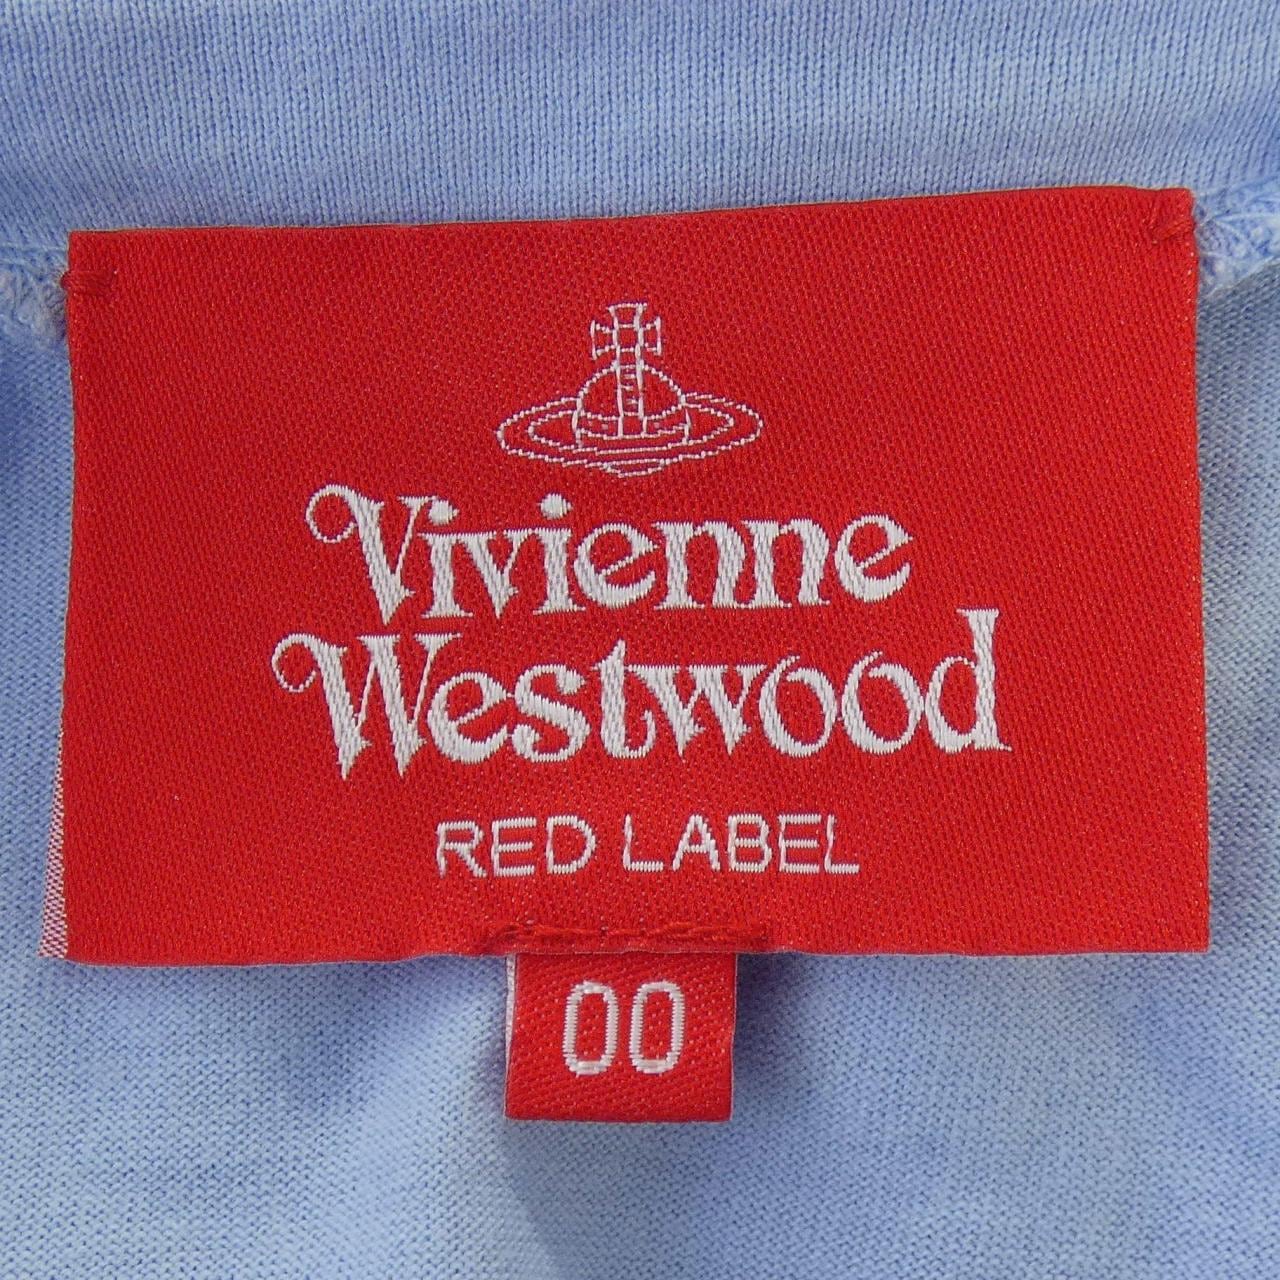 Vivienne
Westwood
RED LABEL
00